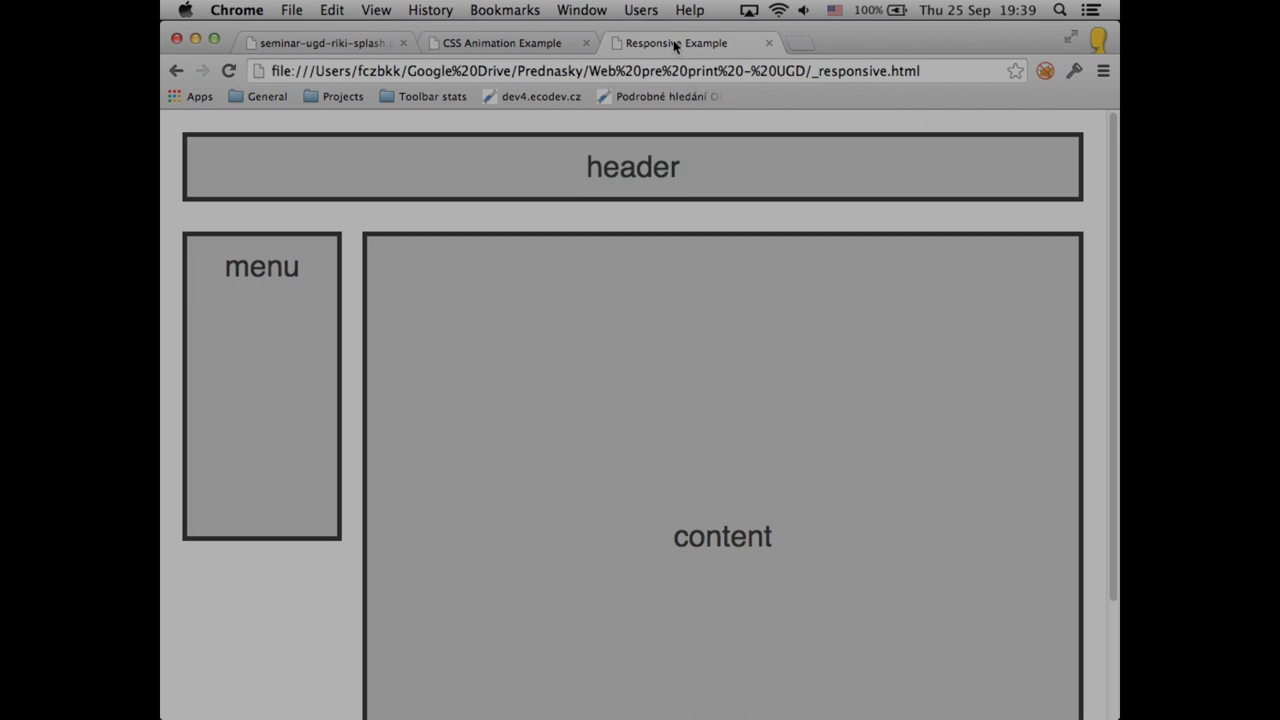 Chrome File Edit View History Bookmarks Window Users Help 100% Thu 25 Sep 19:39
seminar-ugd-riki-splash.p CSS Animation Example Responsive Example
file:///Users/fczbkk/Google%20Drive/Prednasky/Web%20pre%20print%20-%20UGD/_responsive.html
Apps General Projects Toolbar stats dev4.ecodev.cz Podrobné hledání
header
menu
content